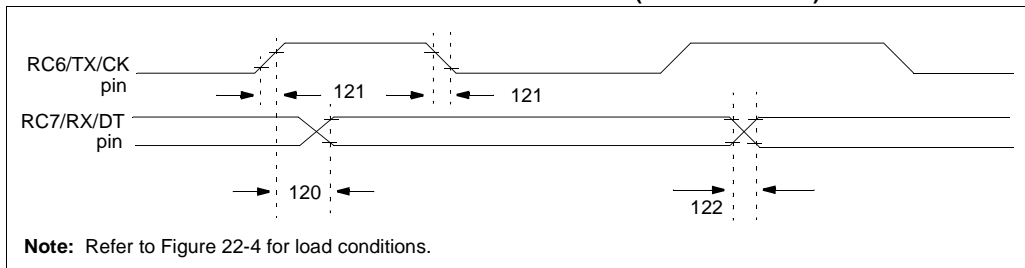 RC6/TX/CK
pin
121
121
RC7/RX/DT
pin
120
122
Note: Refer to Figure 22-4 for load conditions.